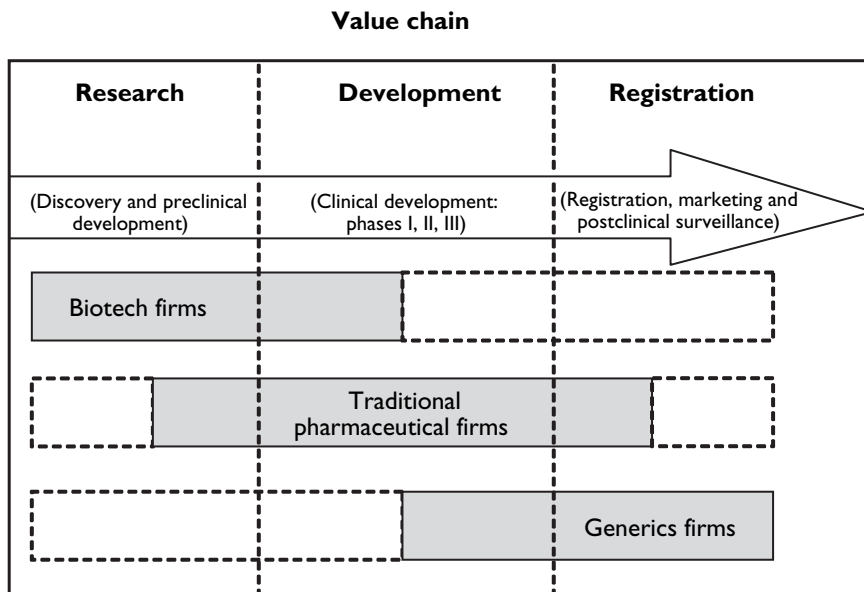 Value chain
Research
Development
Registration
(Discovery and preclinical
development)
(Clinical development:
phases I, II, III)
(Registration, marketing and
postclinical surveillance)
Biotech firms
Traditional
pharmaceutical firms
Generics firms